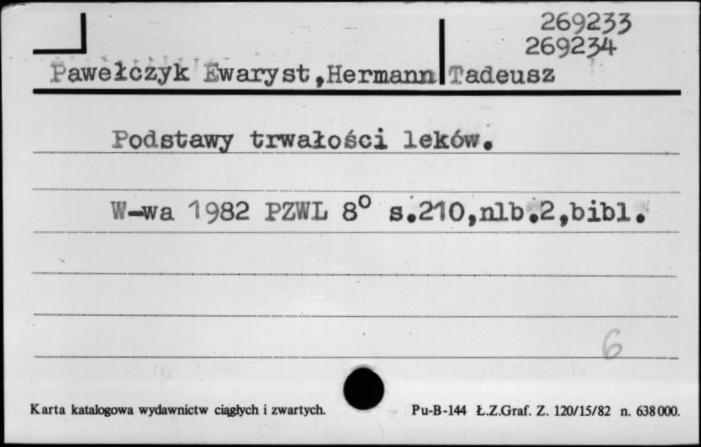 269233
269234
Pawełczyk Ewaryst,Hermann Tadeusz
Podstawy trwałości leków.
W-wa 1982 PZWL 8° s.210,nlb.2,bibl.
6
Karta katalogowa wydawnictw ciągłych i zwartych. Pu-B-144 Ł.Z.Graf. Z. 120/15/82 n. 638000.